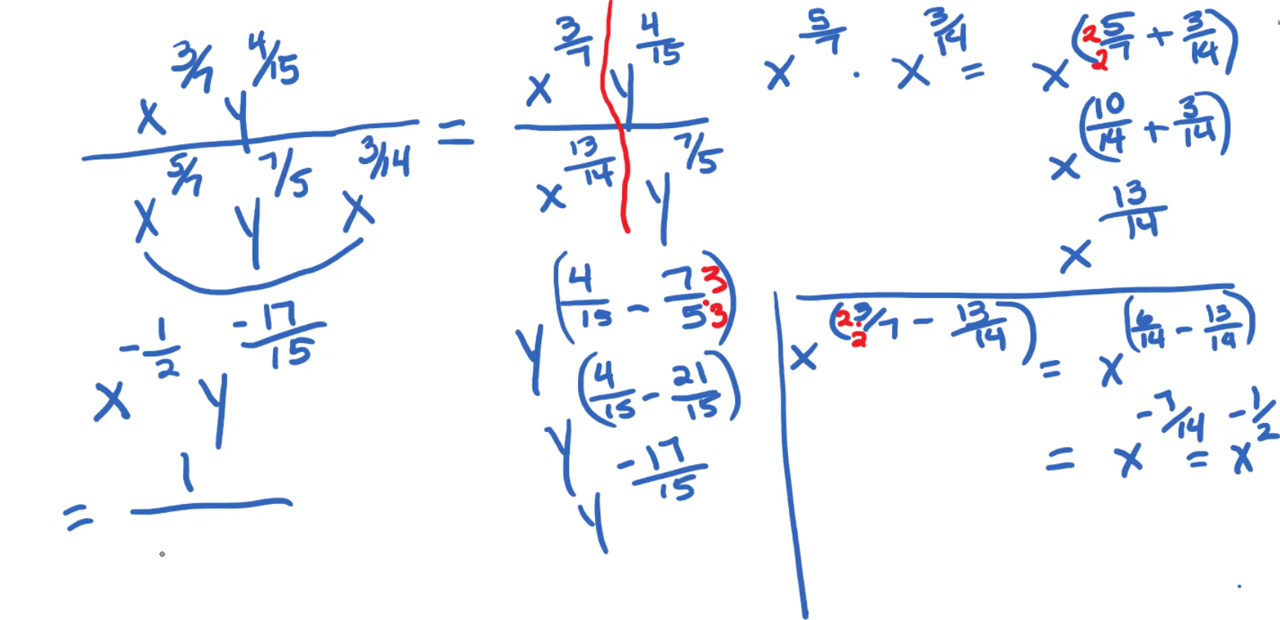 x^(3/7) y^(4/15)
x^(5/7) y^(7/5) x^(3/14)
=
x^(3/7) y^(4/15)
x^(13/14) y^(7/5)
x^(-1/2) y^(-17/15)
= 1
y^(4/15 - 7·3/5·3)
y^(4/15 - 21/15)
y^(-17/15)
x^(5/7) · x^(3/14) = x^(2·5/2·7 + 3/14)
x^(10/14 + 3/14)
x^(13/14)
x^(2·3/2·7 - 13/14) = x^(6/14 - 13/14)
= x^(-7/14) = x^(-1/2)